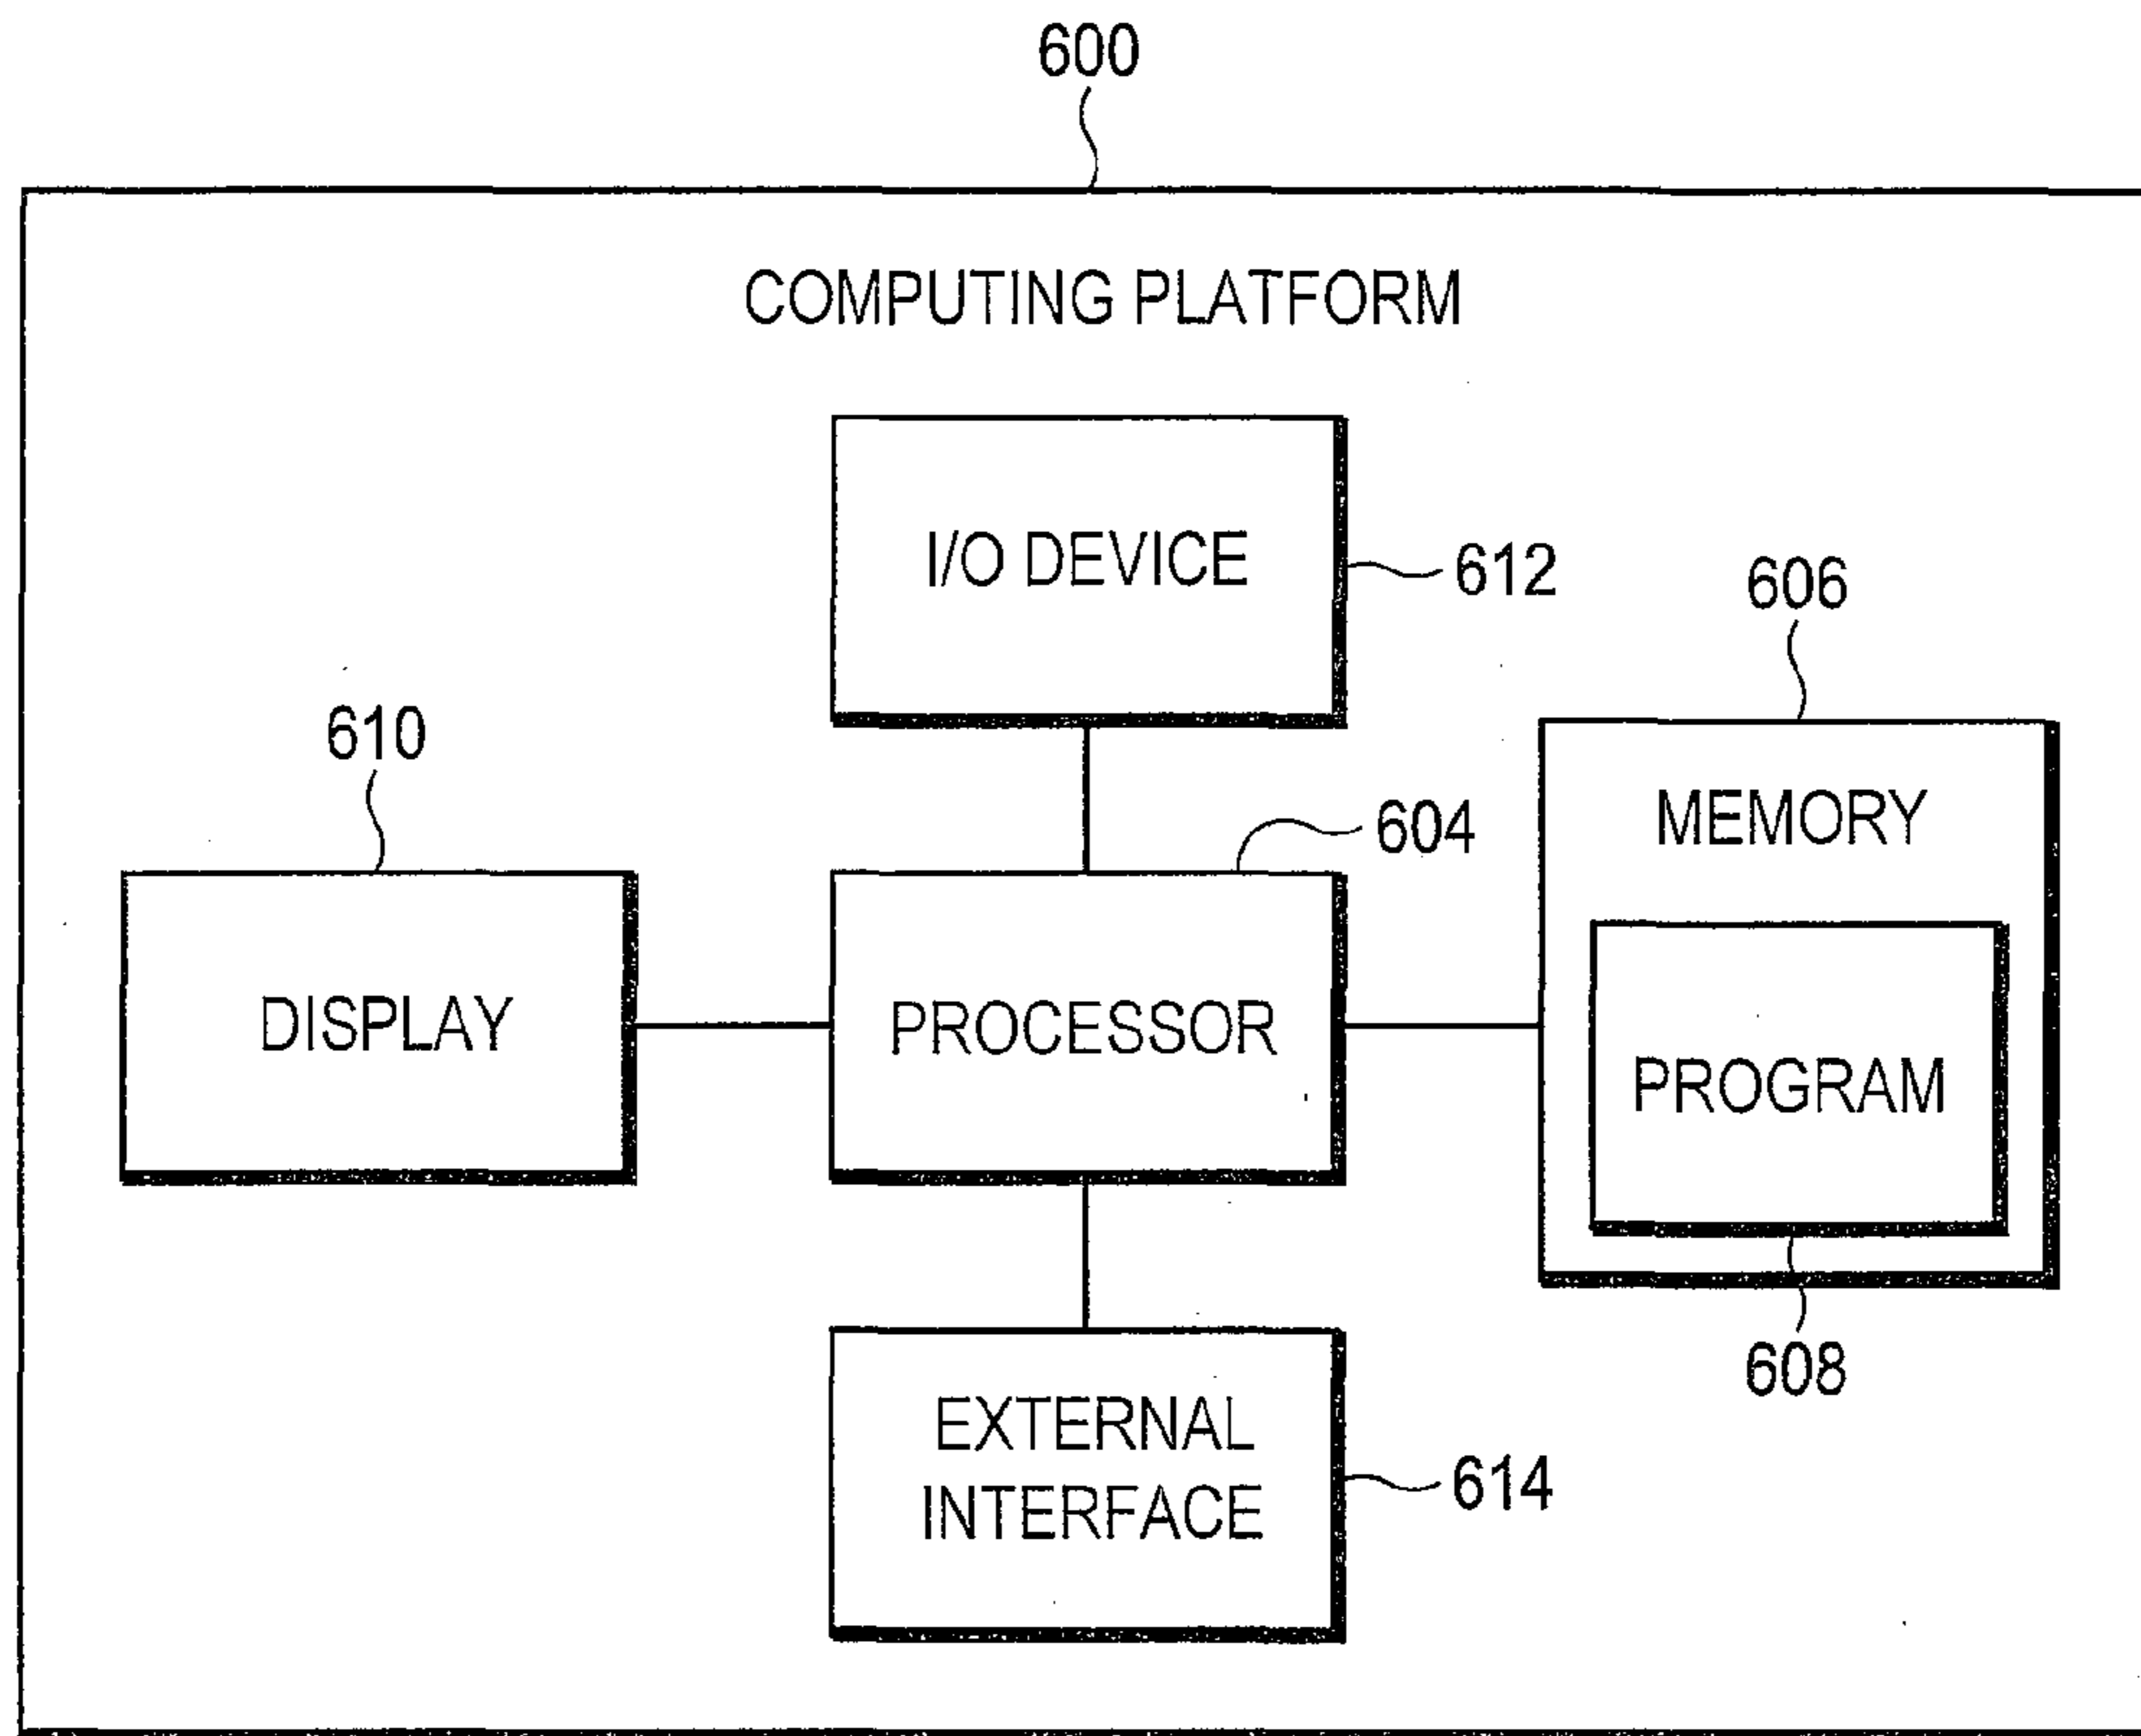 600
COMPUTING PLATFORM
I/O DEVICE
612
606
610
604
MEMORY
DISPLAY
PROCESSOR
PROGRAM
608
EXTERNAL
INTERFACE
614